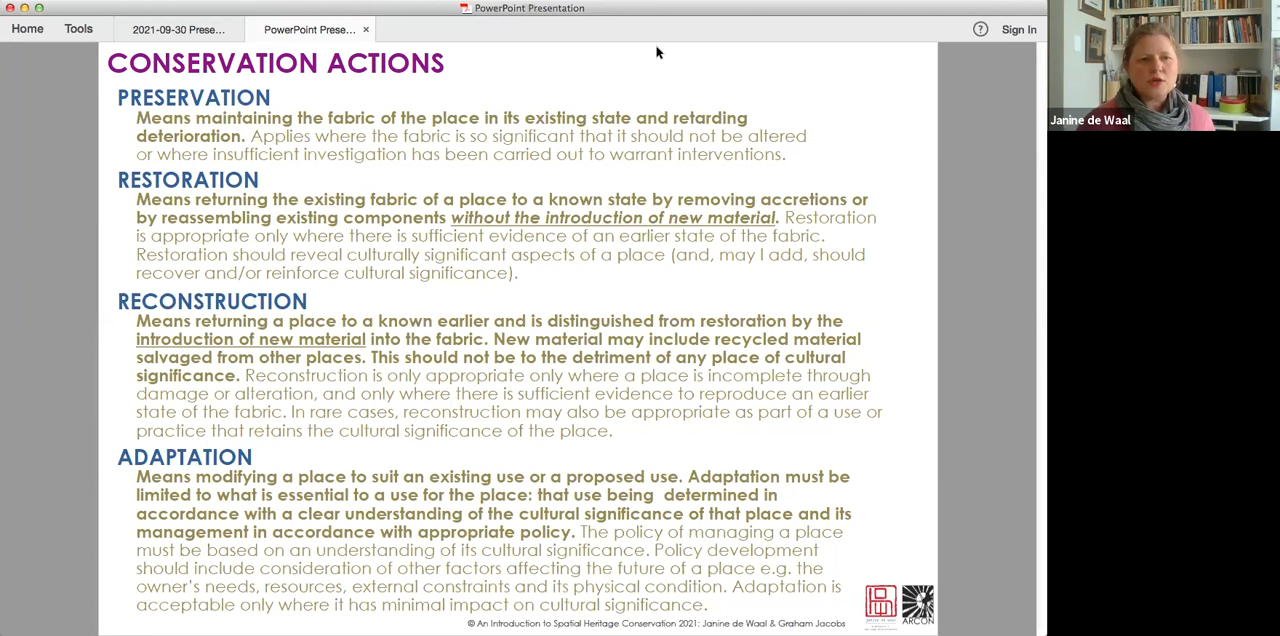 PowerPoint Presentation
Home Tools 2021-09-30 Prese... PowerPoint Prese... × ? Sign In
CONSERVATION ACTIONS
PRESERVATION
Means maintaining the fabric of the place in its existing state and retarding
deterioration. Applies where the fabric is so significant that it should not be altered
or where insufficient investigation has been carried out to warrant interventions.
RESTORATION
Means returning the existing fabric of a place to a known state by removing accretions or
by reassembling existing components without the introduction of new material. Restoration
is appropriate only where there is sufficient evidence of an earlier state of the fabric.
Restoration should reveal culturally significant aspects of a place (and, may I add, should
recover and/or reinforce cultural significance).
RECONSTRUCTION
Means returning a place to a known earlier and is distinguished from restoration by the
introduction of new material into the fabric. New material may include recycled material
salvaged from other places. This should not be to the detriment of any place of cultural
significance. Reconstruction is only appropriate only where a place is incomplete through
damage or alteration, and only where there is sufficient evidence to reproduce an earlier
state of the fabric. In rare cases, reconstruction may also be appropriate as part of a use or
practice that retains the cultural significance of the place.
ADAPTATION
Means modifying a place to suit an existing use or a proposed use. Adaptation must be
limited to what is essential to a use for the place: that use being determined in
accordance with a clear understanding of the cultural significance of that place and its
management in accordance with appropriate policy. The policy of managing a place
must be based on an understanding of its cultural significance. Policy development
should include consideration of other factors affecting the future of a place e.g. the
owner's needs, resources, external constraints and its physical condition. Adaptation is
acceptable only where it has minimal impact on cultural significance.
ARCON
© An Introduction to Spatial Heritage Conservation 2021: Janine de Waal & Graham Jacobs
Janine de Waal